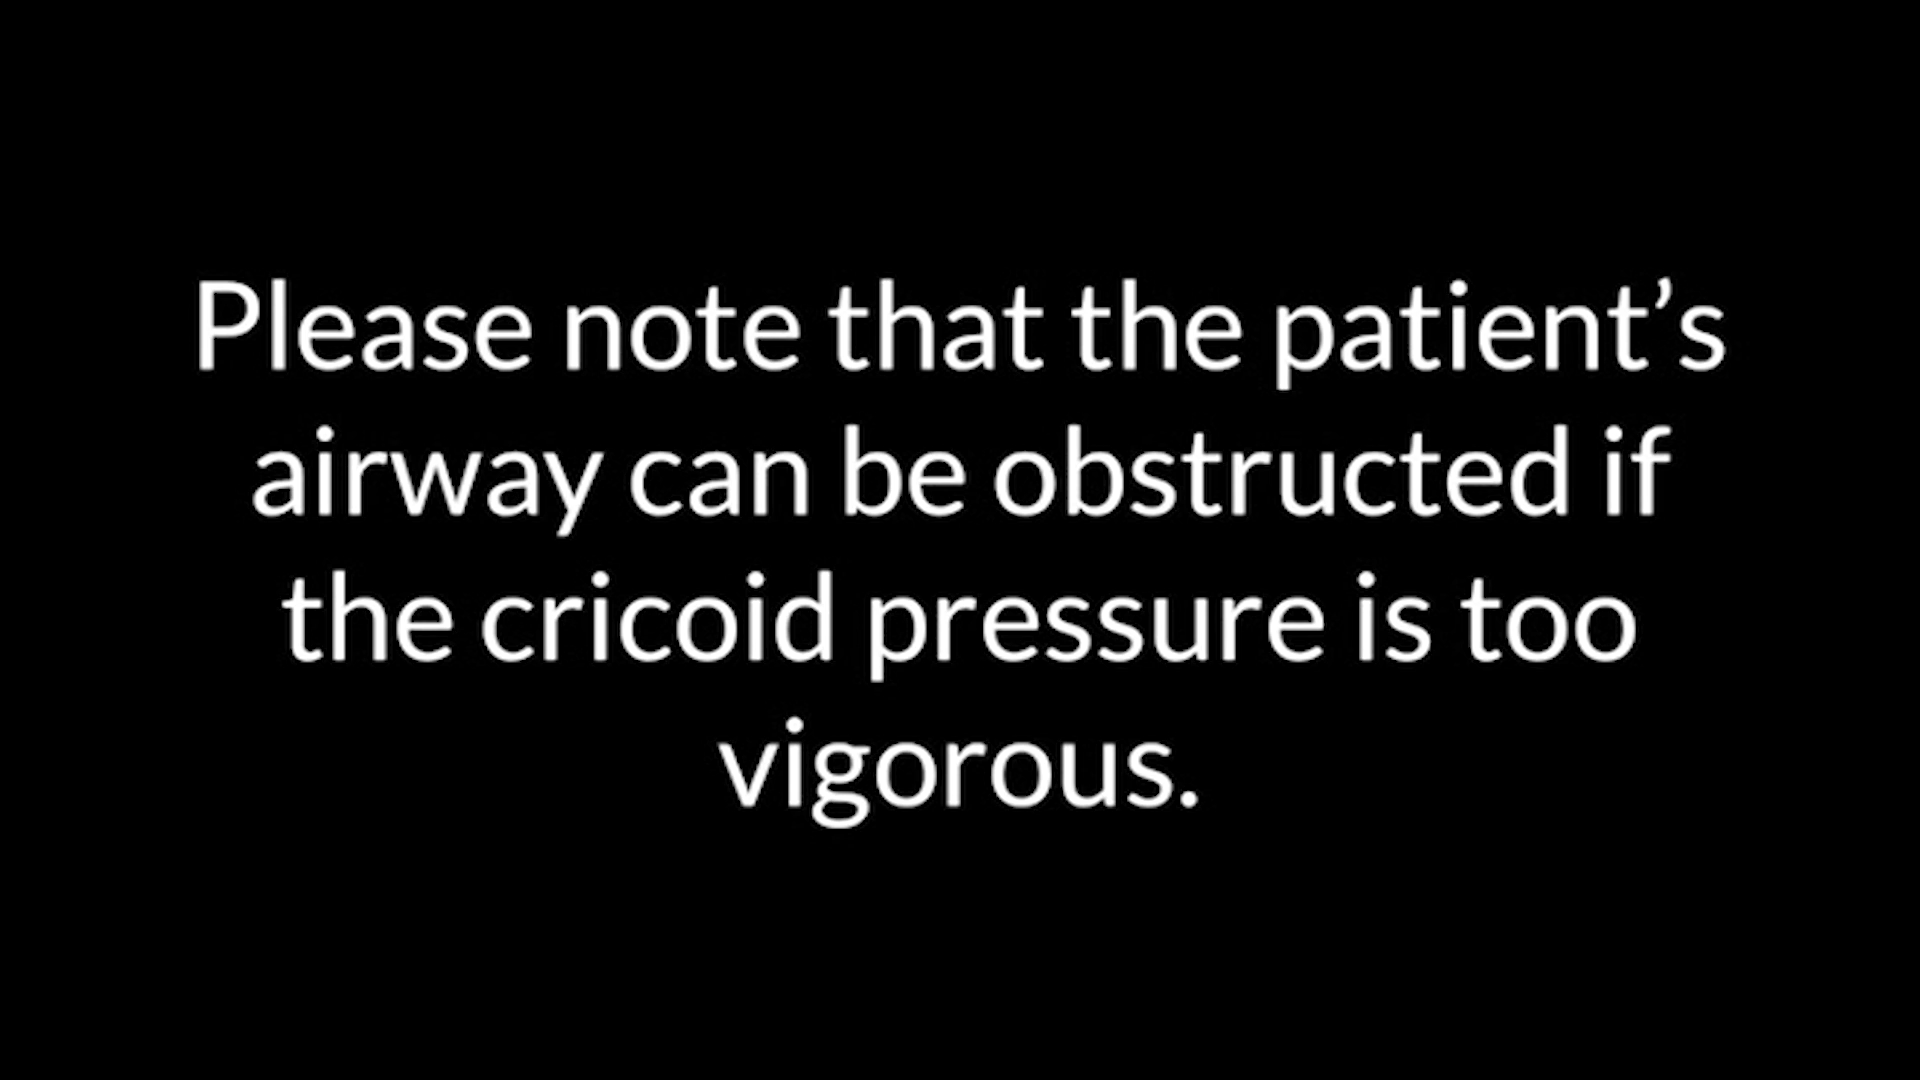 Please note that the patient’s
airway can be obstructed if
the cricoid pressure is too
vigorous.